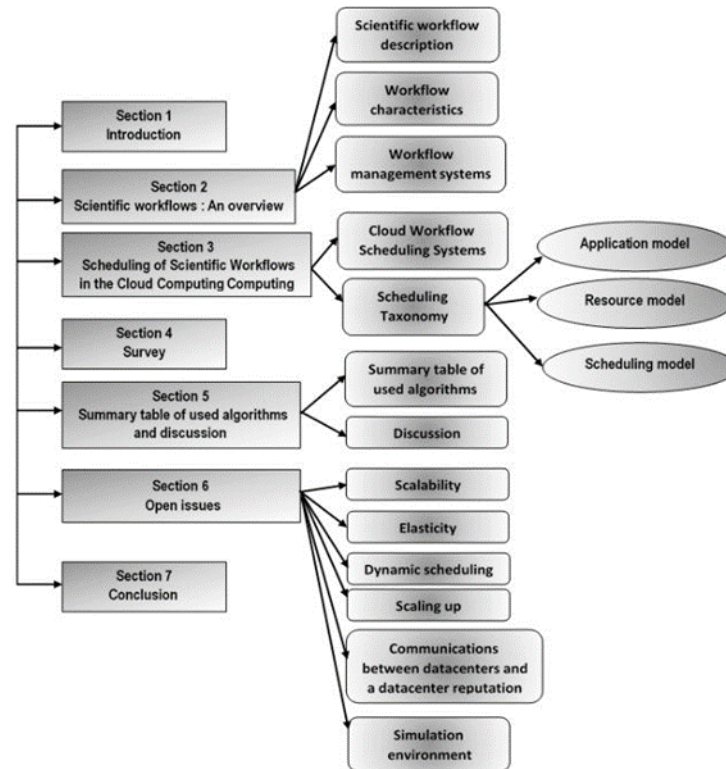 Section 1
Introduction
Section 2
Scientific workflows : An overview
Scientific workflow
description
Workflow
characteristics
Workflow
management systems
Section 3
Scheduling of Scientific Workflows
in the Cloud Computing Computing
Cloud Workflow
Scheduling Systems
Scheduling
Taxonomy
Application model
Resource model
Scheduling model
Section 4
Survey
Section 5
Summary table of used algorithms
and discussion
Summary table of
used algorithms
Discussion
Section 6
Open issues
Scalability
Elasticity
Dynamic scheduling
Scaling up
Communications
between datacenters and
a datacenter reputation
Simulation
environment
Section 7
Conclusion